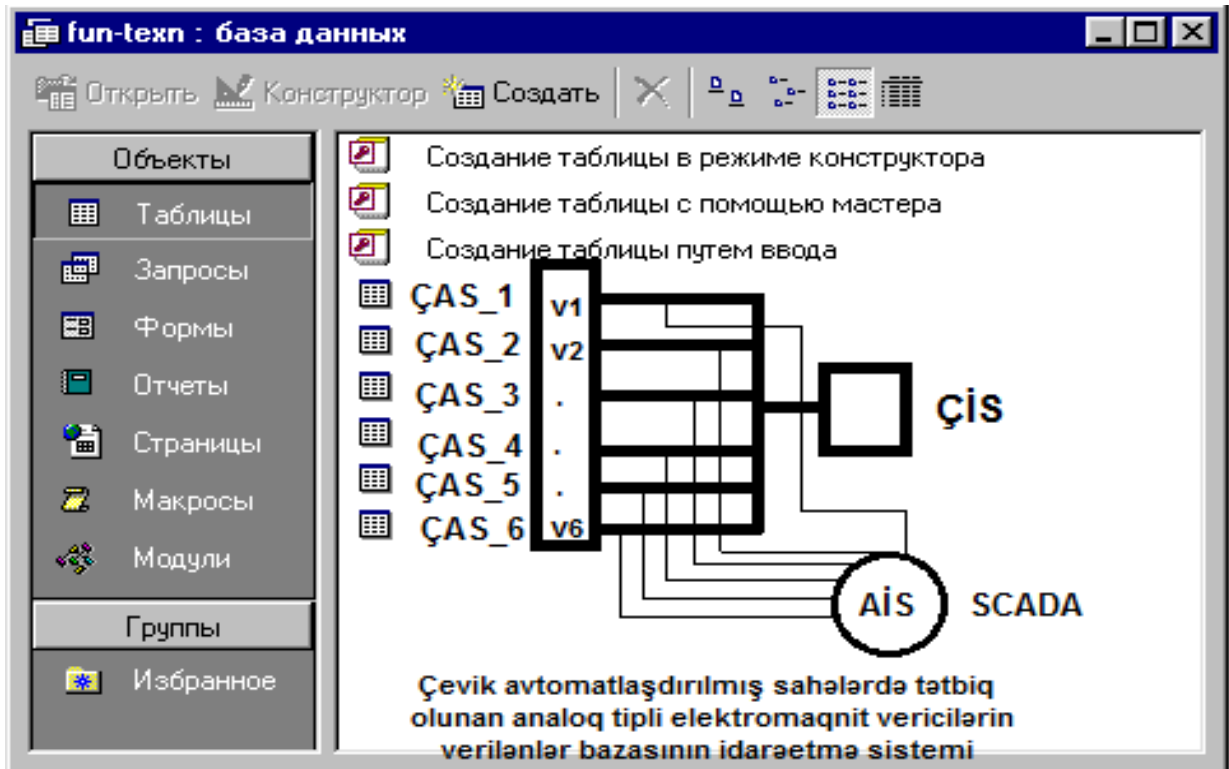 fun-texn : база данных
Открыть Конструктор Создать
Объекты
Таблицы
Запросы
Формы
Отчеты
Страницы
Макросы
Модули
Группы
Избранное
Создание таблицы в режиме конструктора
Создание таблицы с помощью мастера
Создание таблицы путем ввода
ÇAS_1 v1
ÇAS_2 v2
ÇAS_3 .
ÇAS_4 .
ÇAS_5 .
ÇAS_6 v6
ÇİS
AİS SCADA
Çevik avtomatlaşdırılmış sahələrdə tətbiq
olunan analoq tipli elektromaqnit vericilərin
verilənlər bazasının idarəetmə sistemi